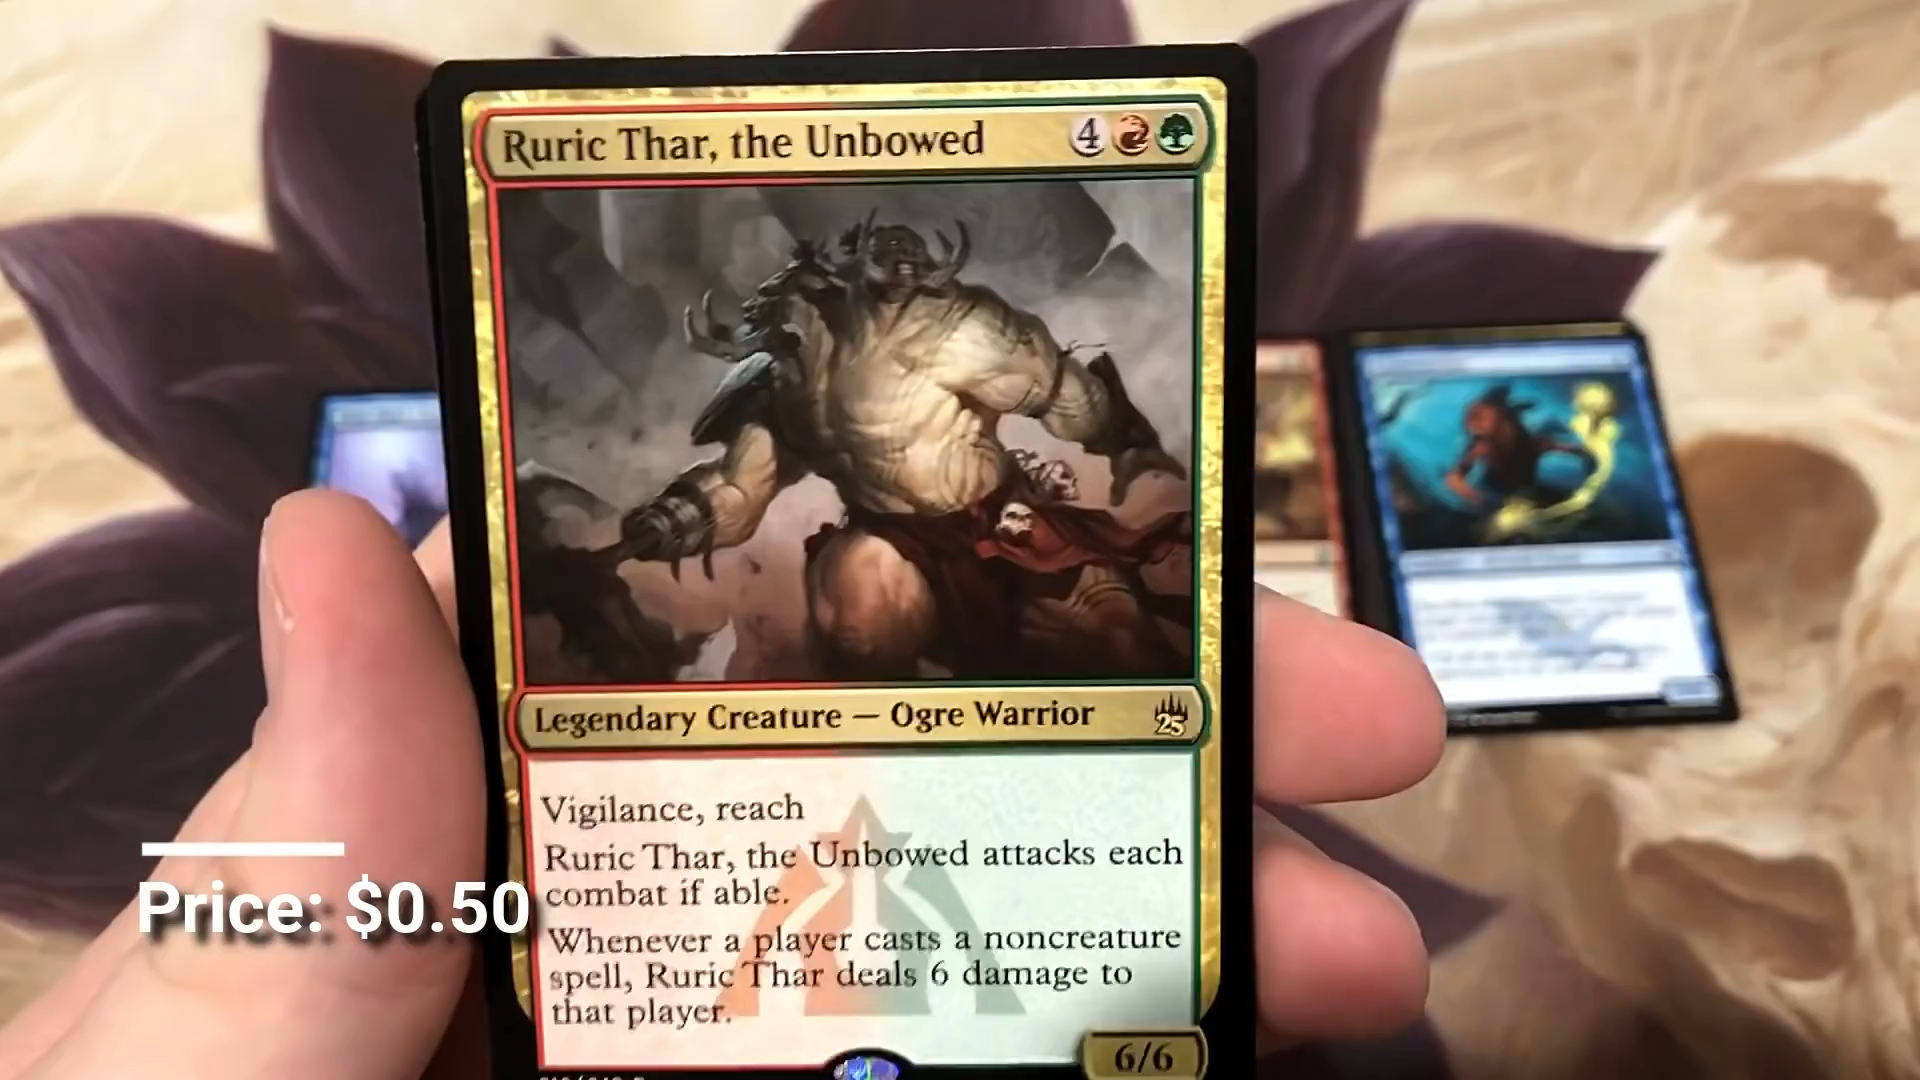 Ruric Thar, the Unbowed 4
Legendary Creature — Ogre Warrior 25
Vigilance, reach
Ruric Thar, the Unbowed attacks each
combat if able.
Whenever a player casts a noncreature
spell, Ruric Thar deals 6 damage to
that player.
6/6
Price: $0.50